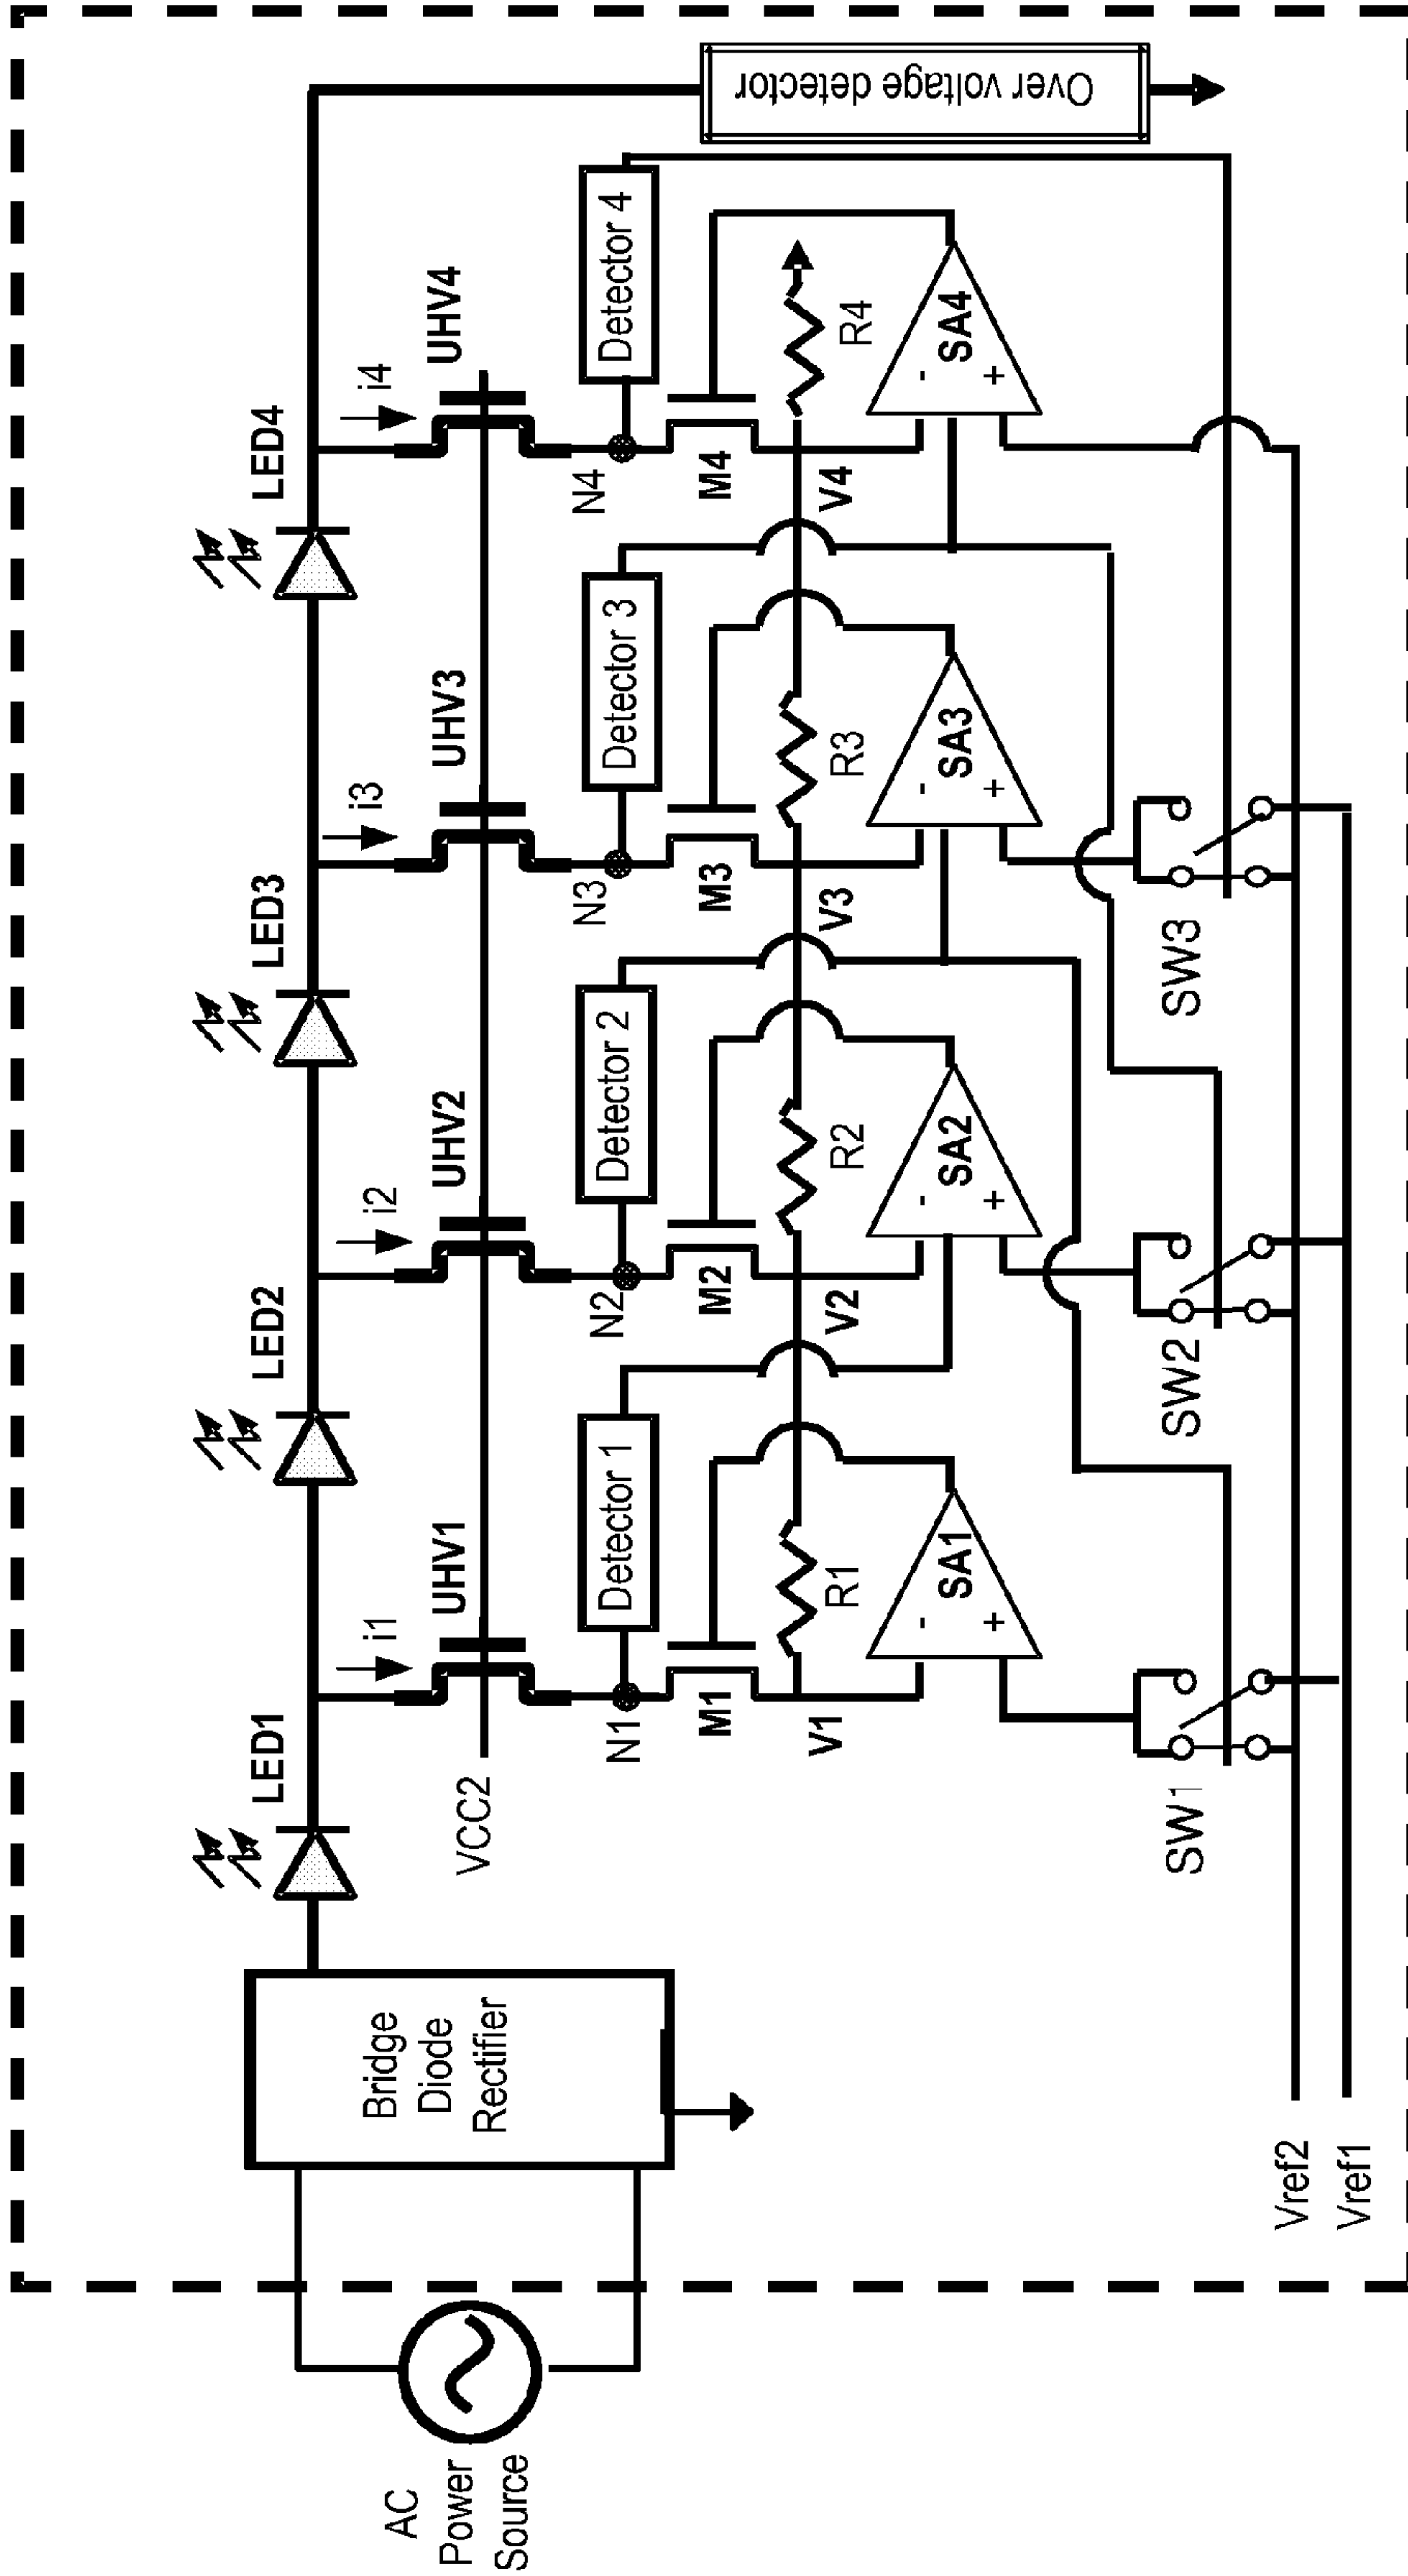 AC
Power
Source
Bridge
Diode
Rectifier
LED1
LED2
LED3
LED4
i1
i2
i3
i4
UHV1
UHV2
UHV3
UHV4
VCC2
Detector 1
Detector 2
Detector 3
Detector 4
Over voltage detector
N1
N2
N3
N4
M1
M2
M3
M4
R1
R2
R3
R4
V1
V2
V3
V4
- SA1 +
- SA2 +
- SA3 +
- SA4 +
SW1
SW2
SW3
Vref2
Vref1